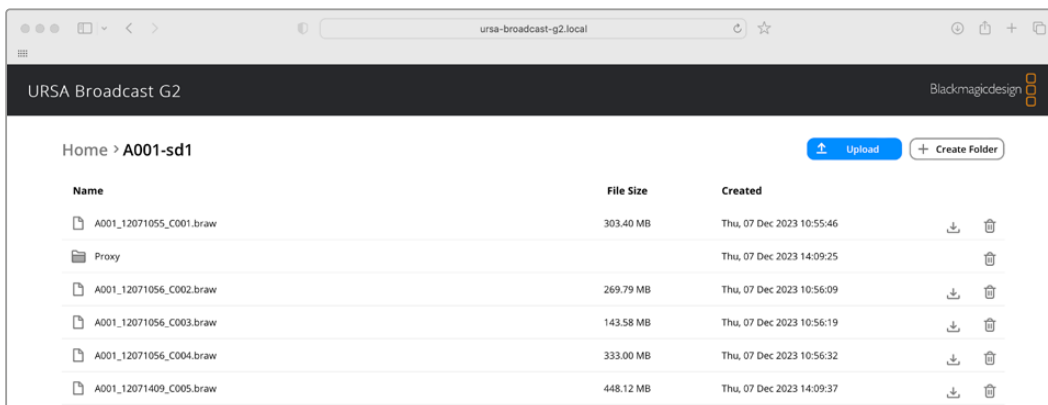 ursa-broadcast-g2.local
URSA Broadcast G2
Blackmagicdesign
Home > A001-sd1
Upload
+ Create Folder
Name File Size Created
A001_12071055_C001.braw 303.40 MB Thu, 07 Dec 2023 10:55:46
Proxy Thu, 07 Dec 2023 14:09:25
A001_12071056_C002.braw 269.79 MB Thu, 07 Dec 2023 10:56:09
A001_12071056_C003.braw 143.58 MB Thu, 07 Dec 2023 10:56:19
A001_12071056_C004.braw 333.00 MB Thu, 07 Dec 2023 10:56:32
A001_12071409_C005.braw 448.12 MB Thu, 07 Dec 2023 14:09:37